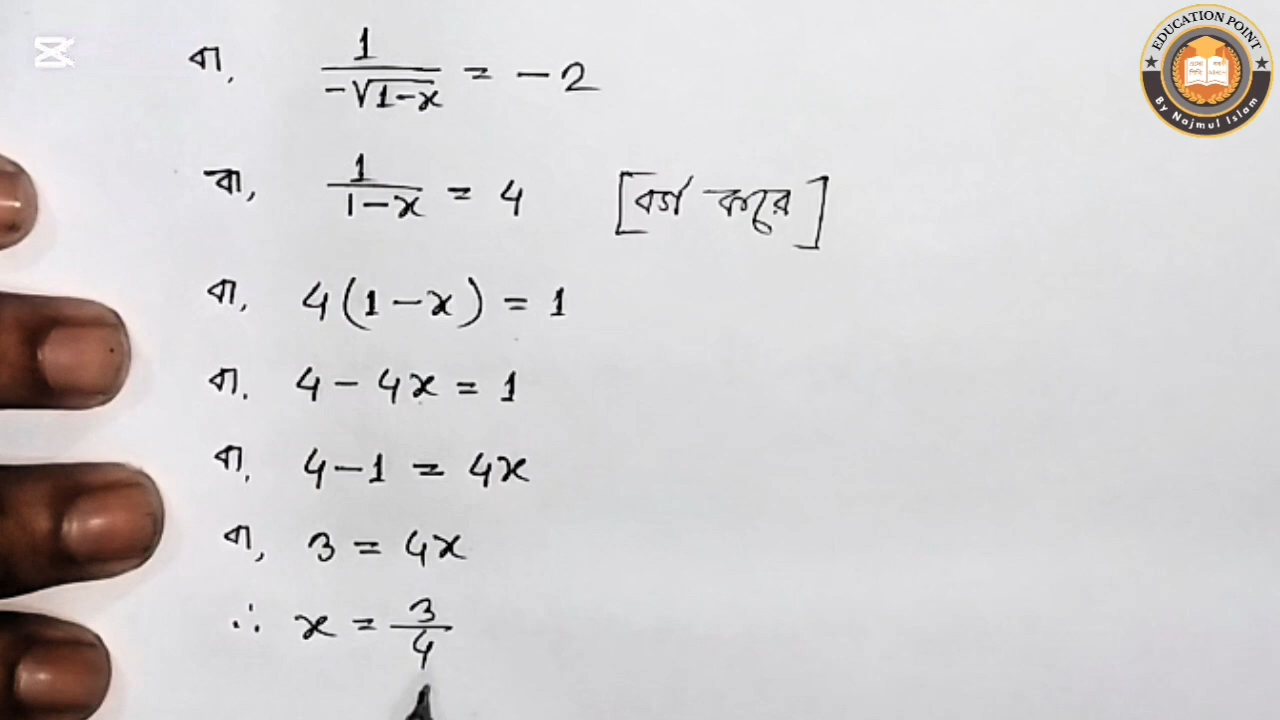 EDUCATION POINT
By Najmul Islam
বা, 1/(-√(1-x)) = -2
বা, 1/(1-x) = 4 [বর্গ করে]
বা, 4(1-x) = 1
বা, 4 - 4x = 1
বা, 4-1 = 4x
বা, 3 = 4x
∴ x = 3/4